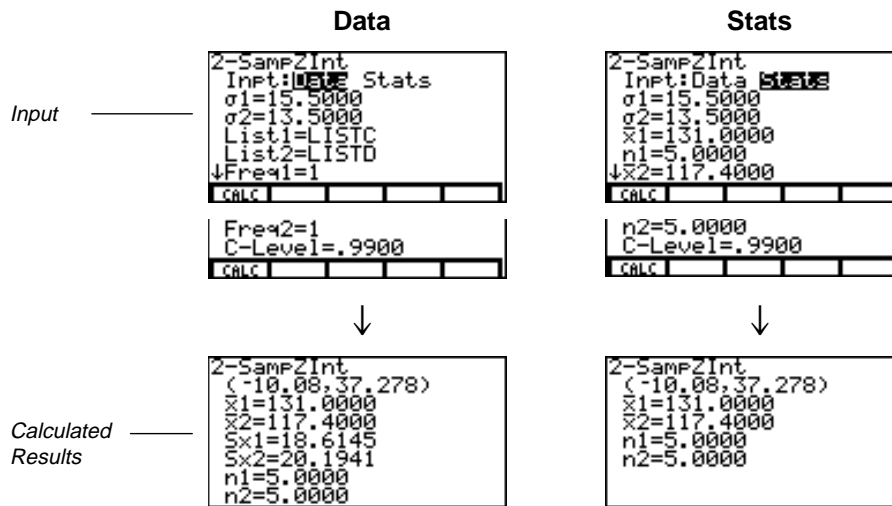 Data
Stats
Input
2-SampZInt
Inpt:Data Stats
σ1=15.5000
σ2=13.5000
List1=LISTC
List2=LISTD
↓Freq1=1
CALC
Freq2=1
C-Level=.9900
CALC
2-SampZInt
Inpt:Data Stats
σ1=15.5000
σ2=13.5000
x̄1=131.0000
n1=5.0000
↓x̄2=117.4000
CALC
n2=5.0000
C-Level=.9900
CALC
↓
↓
Calculated
Results
2-SampZInt
(⁻10.08,37.278)
x̄1=131.0000
x̄2=117.4000
Sx1=18.6145
Sx2=20.1941
n1=5.0000
n2=5.0000
2-SampZInt
(⁻10.08,37.278)
x̄1=131.0000
x̄2=117.4000
n1=5.0000
n2=5.0000